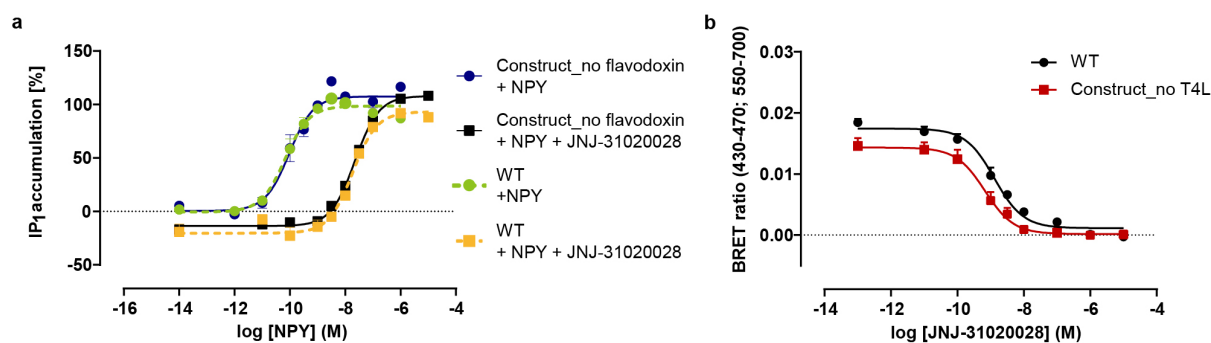 a
IP1 accumulation [%]
150
100
50
0
-50
-16
-14
-12
-10
-8
-6
-4
log [NPY] (M)
Construct_no flavodoxin
+ NPY
Construct_no flavodoxin
+ NPY + JNJ-31020028
WT
+NPY
WT
+ NPY + JNJ-31020028
b
BRET ratio (430-470; 550-700)
0.03
0.02
0.01
0.00
-14
-12
-10
-8
-6
-4
log [JNJ-31020028] (M)
WT
Construct_no T4L